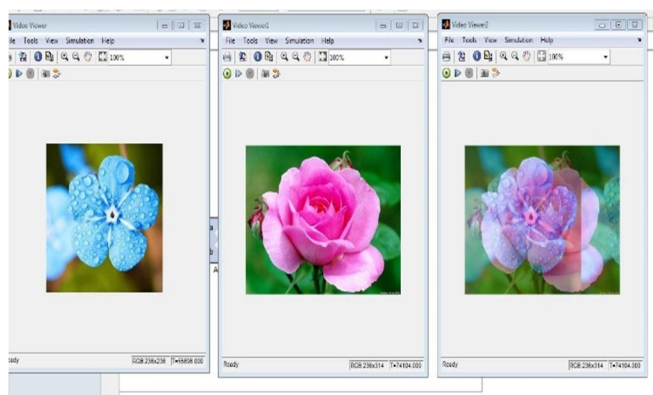 Video Viewer
File Tools View Simulation Help
100%
Ready
RGB:236x236
Video Viewer1
File Tools View Simulation Help
100%
Ready
RGB:236x314 T=74104.000
Video Viewer2
File Tools View Simulation Help
100%
Ready
RGB:236x314 T=74104.000